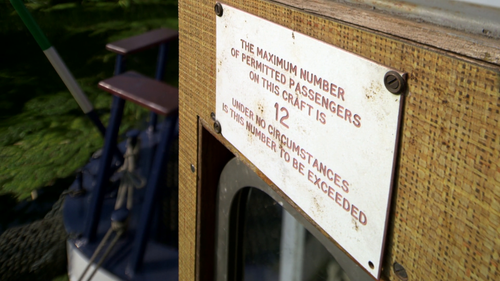 THE MAXIMUM NUMBER
OF PERMITTED PASSENGERS
ON THIS CRAFT IS
12
UNDER NO CIRCUMSTANCES
IS THIS NUMBER TO BE EXCEEDED